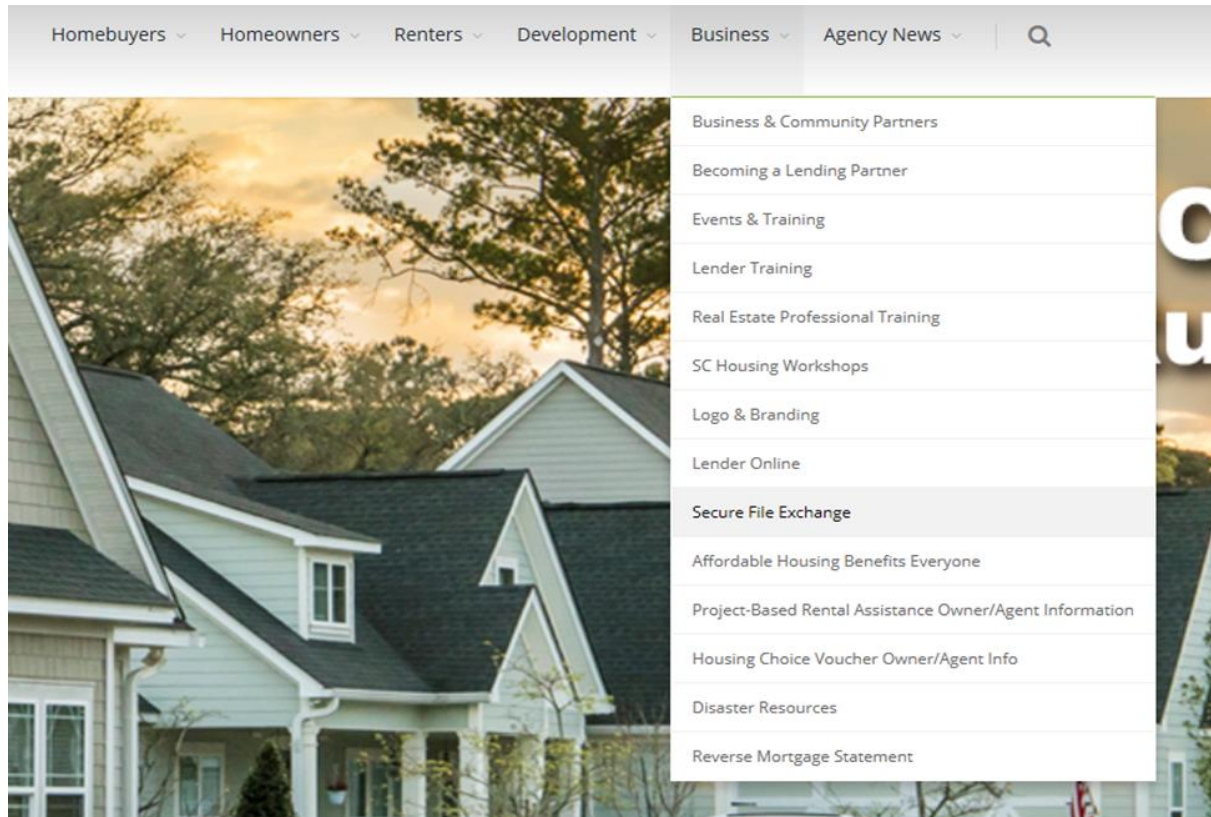 Homebuyers Homeowners Renters Development Business Agency News
Business & Community Partners
Becoming a Lending Partner
Events & Training
Lender Training
Real Estate Professional Training
SC Housing Workshops
Logo & Branding
Lender Online
Secure File Exchange
Affordable Housing Benefits Everyone
Project-Based Rental Assistance Owner/Agent Information
Housing Choice Voucher Owner/Agent Info
Disaster Resources
Reverse Mortgage Statement